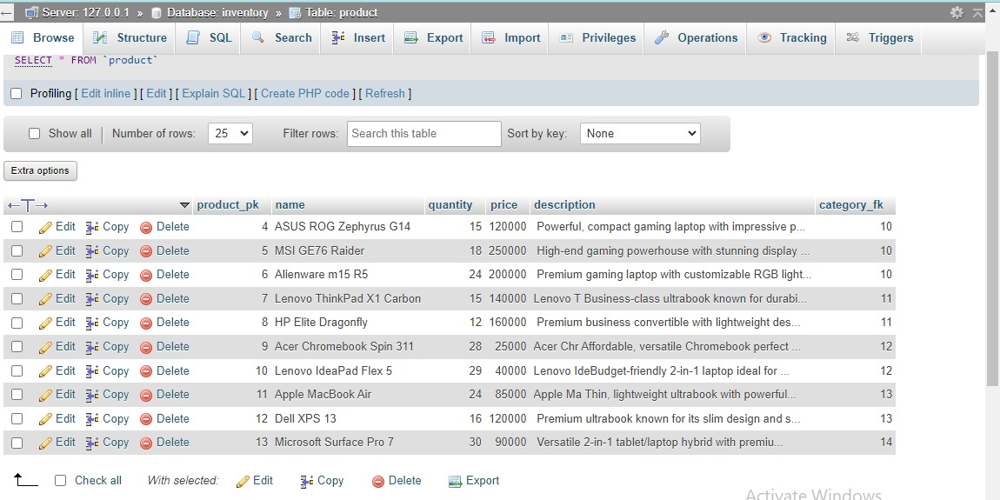 Server: 127.0.0.1 » Database: inventory » Table: product
Browse Structure SQL Search Insert Export Import Privileges Operations Tracking Triggers
SELECT * FROM `product`
Profiling [ Edit inline ] [ Edit ] [ Explain SQL ] [ Create PHP code ] [ Refresh ]
Show all | Number of rows: 25 Filter rows: Search this table Sort by key: None
Extra options
←T→ product_pk name quantity price description category_fk
Edit Copy Delete 4 ASUS ROG Zephyrus G14 15 120000 Powerful, compact gaming laptop with impressive p... 10
Edit Copy Delete 5 MSI GE76 Raider 18 250000 High-end gaming powerhouse with stunning display ... 10
Edit Copy Delete 6 Alienware m15 R5 24 200000 Premium gaming laptop with customizable RGB light... 10
Edit Copy Delete 7 Lenovo ThinkPad X1 Carbon 15 140000 Lenovo T Business-class ultrabook known for durabi... 11
Edit Copy Delete 8 HP Elite Dragonfly 12 160000 Premium business convertible with lightweight des... 11
Edit Copy Delete 9 Acer Chromebook Spin 311 28 25000 Acer Chr Affordable, versatile Chromebook perfect ... 12
Edit Copy Delete 10 Lenovo IdeaPad Flex 5 29 40000 Lenovo IdeBudget-friendly 2-in-1 laptop ideal for ... 12
Edit Copy Delete 11 Apple MacBook Air 24 85000 Apple Ma Thin, lightweight ultrabook with powerful... 13
Edit Copy Delete 12 Dell XPS 13 16 120000 Premium ultrabook known for its slim design and s... 13
Edit Copy Delete 13 Microsoft Surface Pro 7 30 90000 Versatile 2-in-1 tablet/laptop hybrid with premiu... 14
Check all With selected: Edit Copy Delete Export
Activate Windows